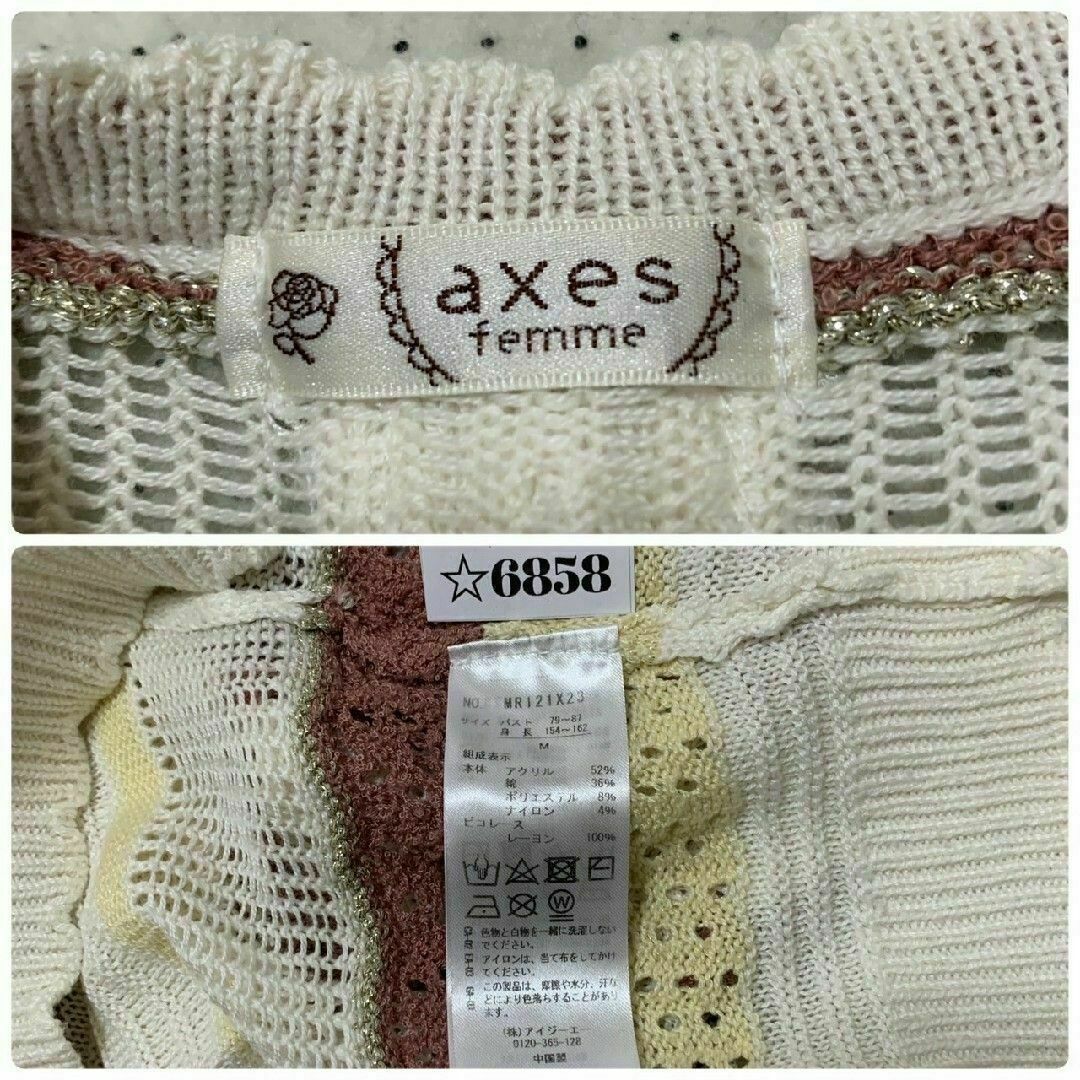 axes
femme
☆6858
NO. MR121X23
サイズ バスト 79〜87
身長 154〜162
M
組成表示
本体 アクリル 52%
綿 36%
ポリエステル 8%
ナイロン 4%
ピコレース
レーヨン 100%
W
色物と白物を一緒に洗濯しない
でください。
アイロンは、当て布をしてかけ
てください。
この製品は、摩擦や水分、汗な
どにより色落ちすることがあり
ます。
(株)アイジーエー
0120-365-128
中国製